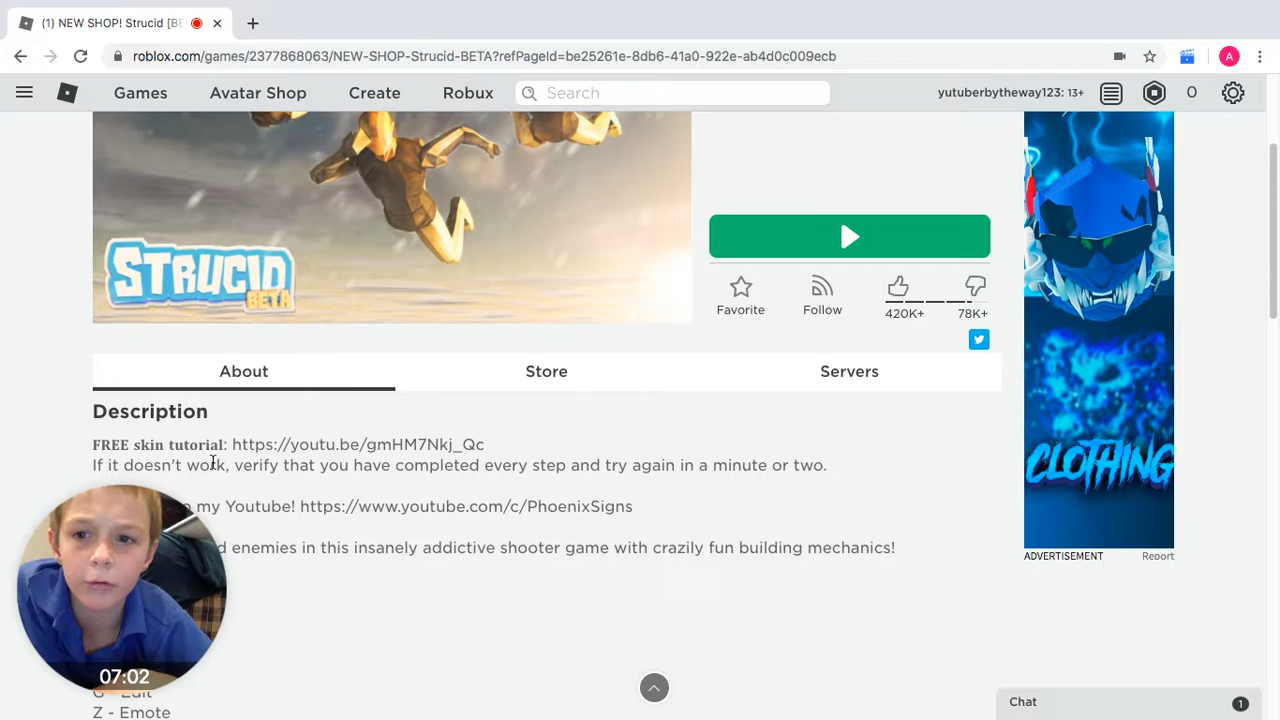 (1) NEW SHOP! Strucid [BE
roblox.com/games/2377868063/NEW-SHOP-Strucid-BETA?refPageId=be25261e-8db6-41a0-922e-ab4d0c009ecb
A
Games Avatar Shop Create Robux Search yutuberbytheway123: 13+ 0
STRUCID
BETA
Favorite Follow 420K+ 78K+
About Store Servers
Description
FREE skin tutorial: https://youtu.be/gmHM7Nkj_Qc
If it doesn't work, verify that you have completed every step and try again in a minute or two.
my Youtube! https://www.youtube.com/c/PhoenixSigns
enemies in this insanely addictive shooter game with crazily fun building mechanics!
CLOTHING
ADVERTISEMENT Report
07:02
Z - Emote
Chat 1